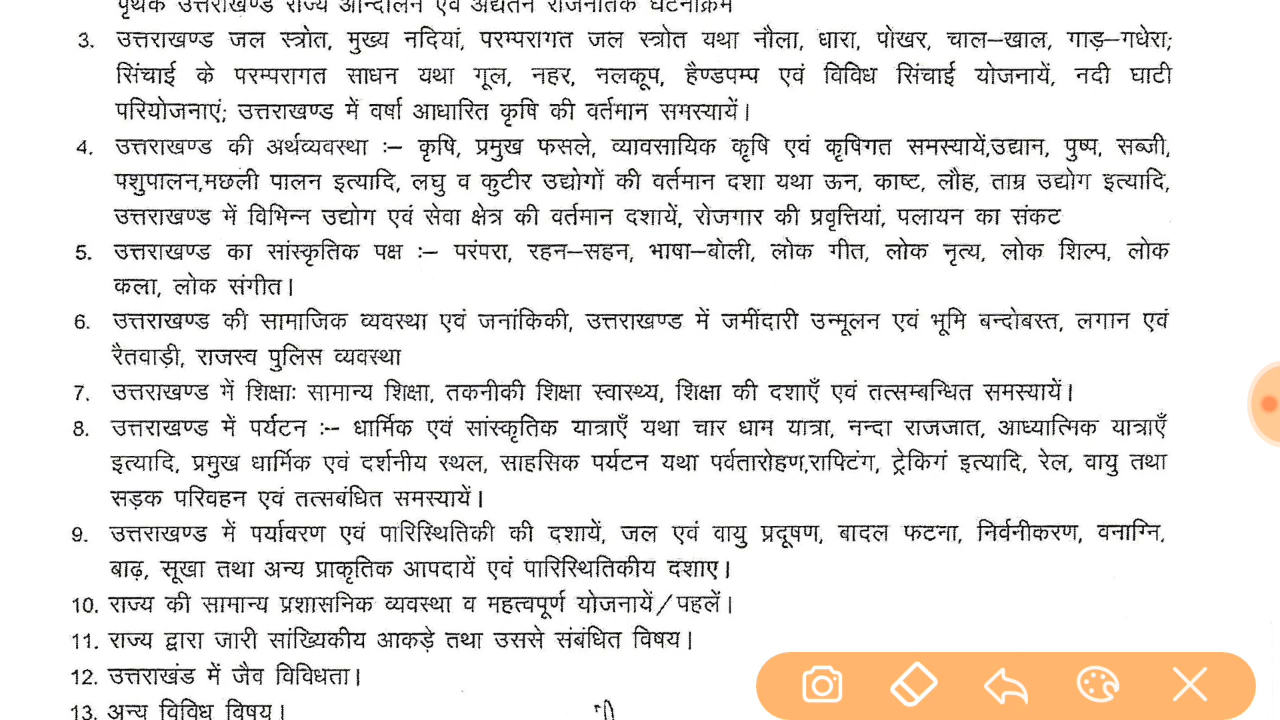 पृथक उत्तराखण्ड राज्य आन्दोलन एवं अद्यतन राजनीतिक घटनाक्रम
3. उत्तराखण्ड जल स्त्रोत, मुख्य नदियां, परम्परागत जल स्त्रोत यथा नौला, धारा, पोखर, चाल–खाल, गाड़–गधेरा;
सिंचाई के परम्परागत साधन यथा गूल, नहर, नलकूप, हैण्डपम्प एवं विविध सिंचाई योजनायें, नदी घाटी
परियोजनाएं; उत्तराखण्ड में वर्षा आधारित कृषि की वर्तमान समस्यायें।
4. उत्तराखण्ड की अर्थव्यवस्था :– कृषि, प्रमुख फसले, व्यावसायिक कृषि एवं कृषिगत समस्यायें,उद्यान, पुष्प, सब्जी,
पशुपालन,मछली पालन इत्यादि, लघु व कुटीर उद्योगों की वर्तमान दशा यथा ऊन, काष्ट, लौह, ताम्र उद्योग इत्यादि,
उत्तराखण्ड में विभिन्न उद्योग एवं सेवा क्षेत्र की वर्तमान दशायें, रोजगार की प्रवृत्तियां, पलायन का संकट
5. उत्तराखण्ड का सांस्कृतिक पक्ष :– परंपरा, रहन–सहन, भाषा–बोली, लोक गीत, लोक नृत्य, लोक शिल्प, लोक
कला, लोक संगीत।
6. उत्तराखण्ड की सामाजिक व्यवस्था एवं जनांकिकी, उत्तराखण्ड में जमींदारी उन्मूलन एवं भूमि बन्दोबस्त, लगान एवं
रैतवाड़ी, राजस्व पुलिस व्यवस्था
7. उत्तराखण्ड में शिक्षाः सामान्य शिक्षा, तकनीकी शिक्षा स्वास्थ्य, शिक्षा की दशाएँ एवं तत्सम्बन्धित समस्यायें।
8. उत्तराखण्ड में पर्यटन :– धार्मिक एवं सांस्कृतिक यात्राएँ यथा चार धाम यात्रा, नन्दा राजजात, आध्यात्मिक यात्राएँ
इत्यादि, प्रमुख धार्मिक एवं दर्शनीय स्थल, साहसिक पर्यटन यथा पर्वतारोहण,राफ्टिंग, ट्रेकिगं इत्यादि, रेल, वायु तथा
सड़क परिवहन एवं तत्सबंधित समस्यायें।
9. उत्तराखण्ड में पर्यावरण एवं पारिस्थितिकी की दशायें, जल एवं वायु प्रदूषण, बादल फटना, निर्वनीकरण, वनाग्नि,
बाढ़, सूखा तथा अन्य प्राकृतिक आपदायें एवं पारिस्थितिकीय दशाए।
10. राज्य की सामान्य प्रशासनिक व्यवस्था व महत्वपूर्ण योजनायें/पहलें।
11. राज्य द्वारा जारी सांख्यिकीय आकड़े तथा उससे संबंधित विषय।
12. उत्तराखंड में जैव विविधता।
13. अन्य विविध विषय।